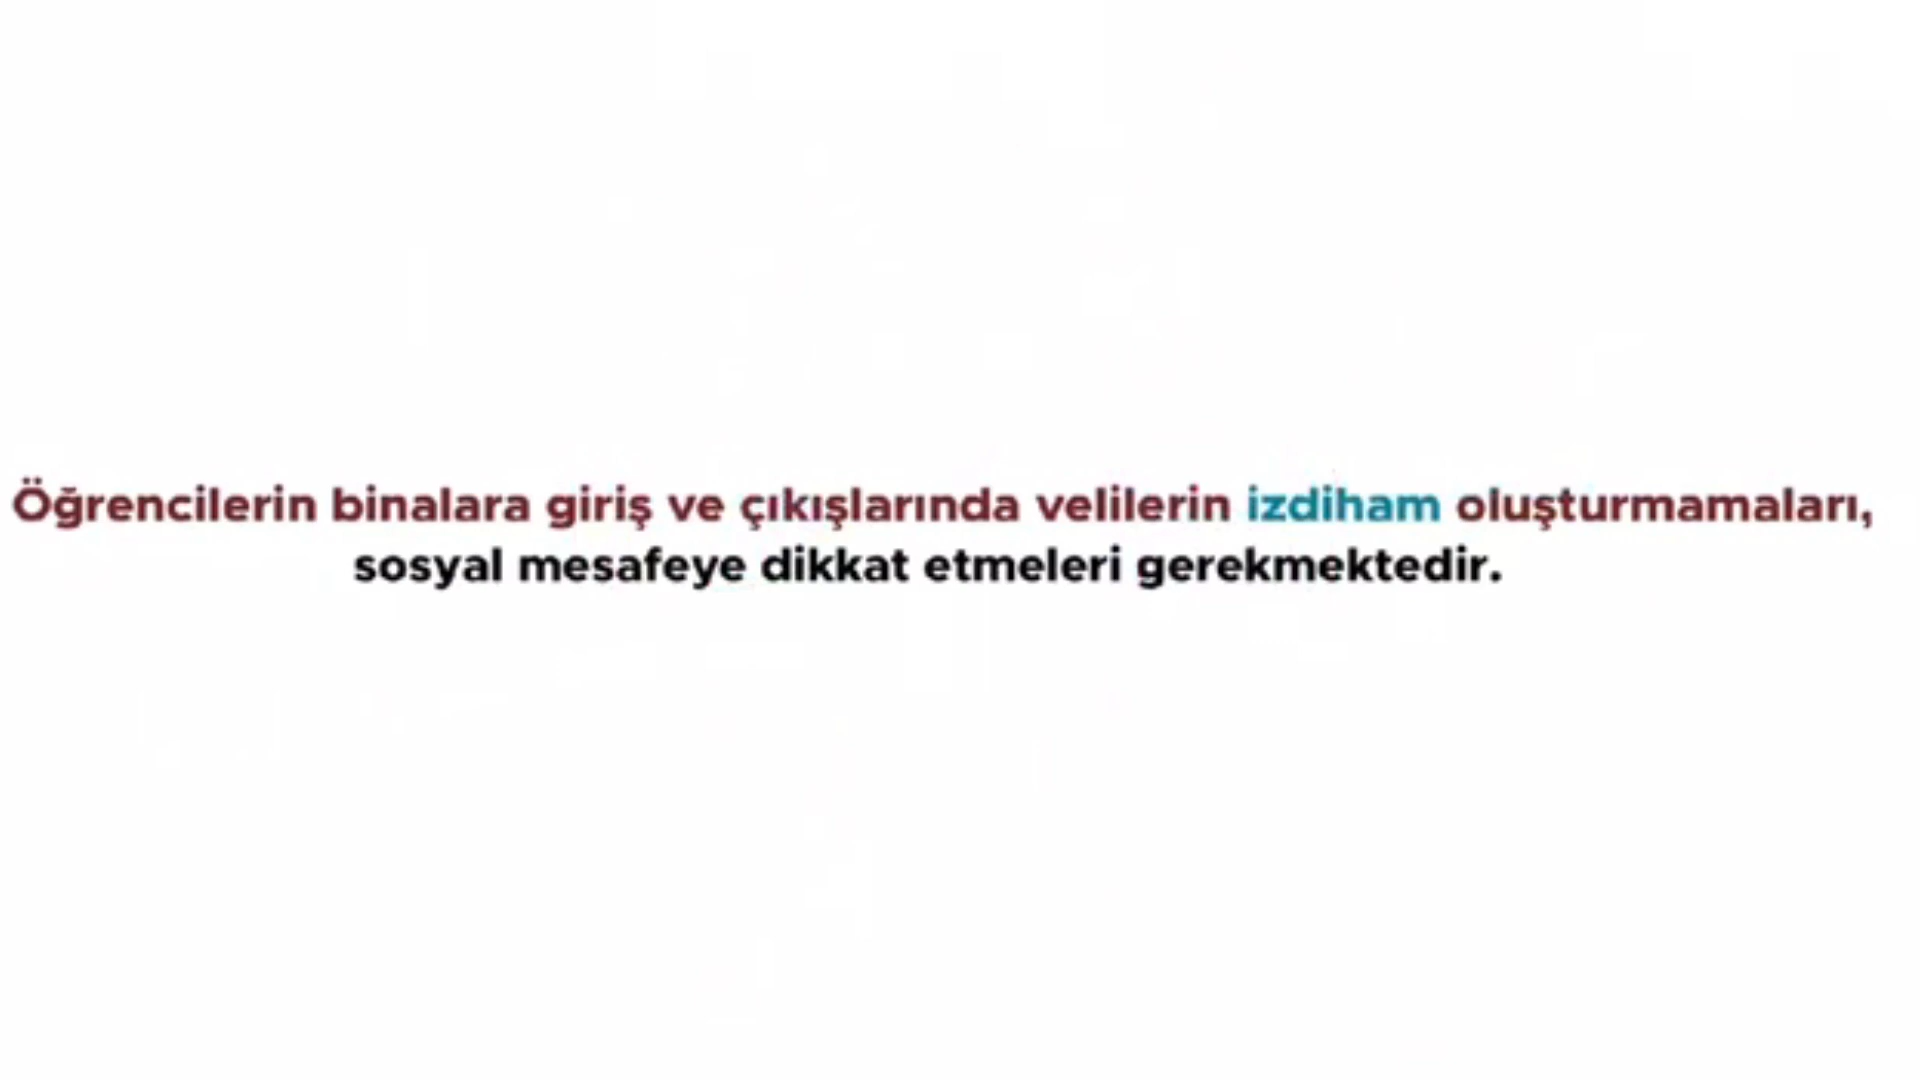 Öğrencilerin binalara giriş ve çıkışlarında velilerin izdiham oluşturmamaları,
sosyal mesafeye dikkat etmeleri gerekmektedir.